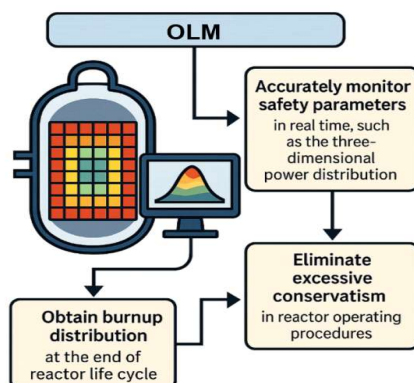 OLM
Accurately monitor
safety parameters
in real time, such
as the three-
dimensional
power distribution
Eliminate
excessive
conservatism
in reactor operating
procedures
Obtain burnup
distribution
at the end of
reactor life cycle